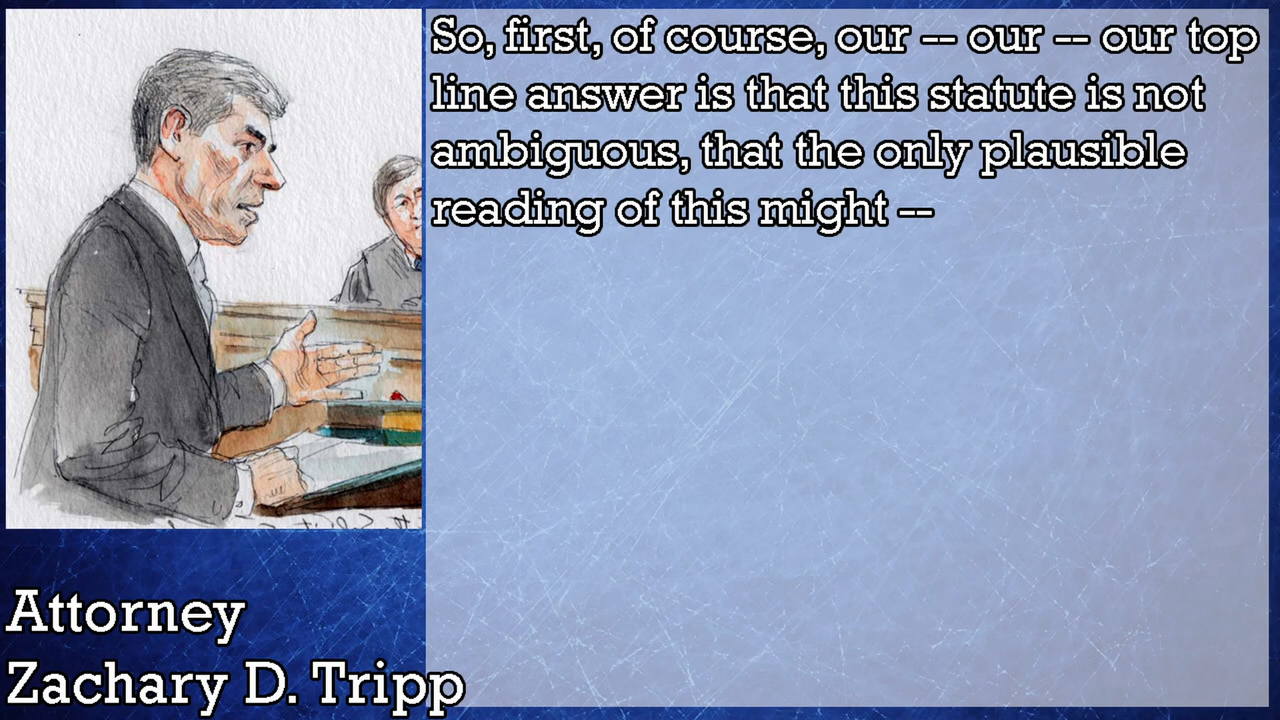 So, first, of course, our -- our -- our top
line answer is that this statute is not
ambiguous, that the only plausible
reading of this might --
Attorney
Zachary D. Tripp